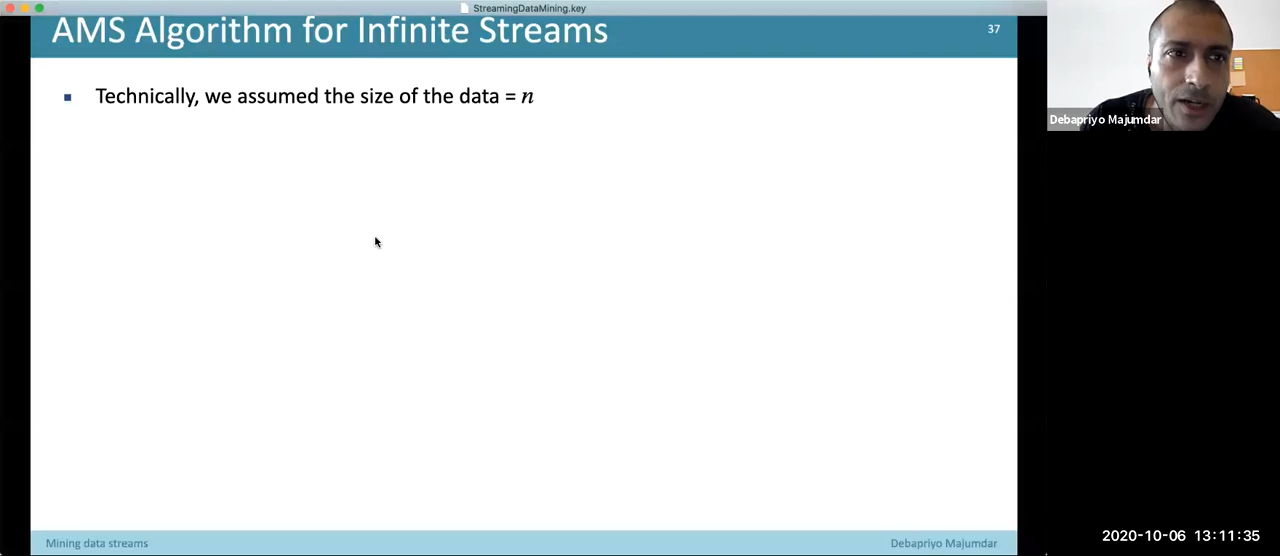 StreamingDataMining.key
AMS Algorithm for Infinite Streams
37
Technically, we assumed the size of the data = n
Debapriyo Majumdar
Mining data streams
Debapriyo Majumdar
2020-10-06 13:11:35